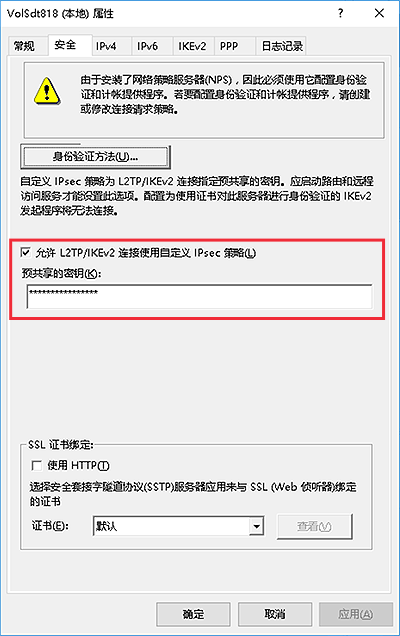 VolSdt818 (本地) 属性
常规 安全 IPv4 IPv6 IKEv2 PPP 日志记录
由于安装了网络策略服务器(NPS)，因此必须使用它配置身份验
证和计帐提供程序。若要配置身份验证和计帐提供程序，请创建
或修改连接请求策略。
身份验证方法(U)...
自定义 IPsec 策略为 L2TP/IKEv2 连接指定预共享的密钥。应启动路由和远程
访问服务才能设置此选项。配置为使用证书对此服务器进行身份验证的 IKEv2
发起程序将无法连接。
允许 L2TP/IKEv2 连接使用自定义 IPsec 策略(L)
预共享的密钥(K):
****************
SSL 证书绑定:
使用 HTTP(T)
选择安全套接字隧道协议(SSTP)服务器应用来与 SSL (Web 侦听器)绑定
的证书
证书(E): 默认 查看(V)
确定 取消 应用(A)